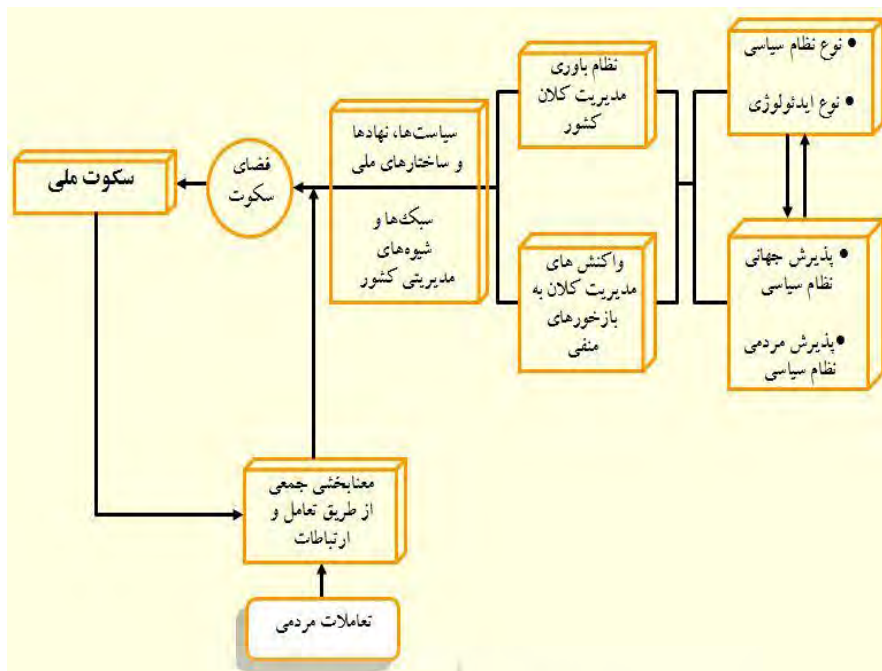 • نوع نظام سیاسی
• نوع ایدئولوژی
• پذیرش جهانی
نظام سیاسی
• پذیرش مردمی
نظام سیاسی
نظام باوری
مدیریت کلان
کشور
واکنش های
مدیریت کلان به
بازخورهای
منفی
سیاست‌ها، نهادها
و ساختارهای ملی
سبک‌ها و
شیوه‌های
مدیریتی کشور
فضای
سکوت
سکوت ملی
معنابخشی جمعی
از طریق تعامل و
ارتباطات
تعاملات مردمی